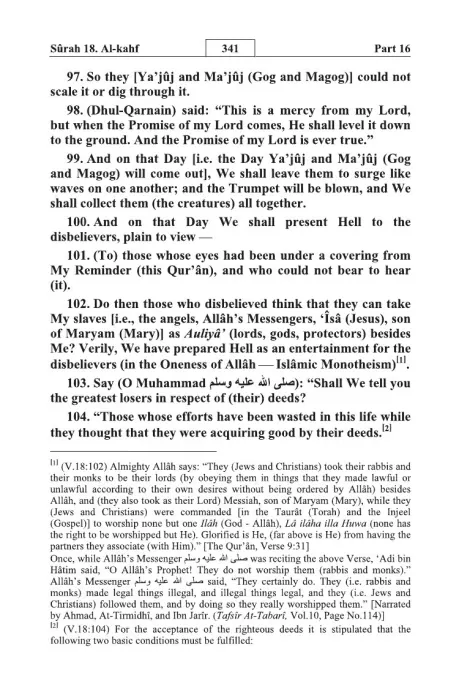 Sûrah 18. Al-kahf 341 Part 16
97. So they [Ya’jûj and Ma’jûj (Gog and Magog)] could not
scale it or dig through it.
98. (Dhul-Qarnain) said: “This is a mercy from my Lord,
but when the Promise of my Lord comes, He shall level it down
to the ground. And the Promise of my Lord is ever true.”
99. And on that Day [i.e. the Day Ya’jûj and Ma’jûj (Gog
and Magog) will come out], We shall leave them to surge like
waves on one another; and the Trumpet will be blown, and We
shall collect them (the creatures) all together.
100. And on that Day We shall present Hell to the
disbelievers, plain to view —
101. (To) those whose eyes had been under a covering from
My Reminder (this Qur’ân), and who could not bear to hear
(it).
102. Do then those who disbelieved think that they can take
My slaves [i.e., the angels, Allâh’s Messengers, ‘Îsâ (Jesus), son
of Maryam (Mary)] as Auliyâ’ (lords, gods, protectors) besides
Me? Verily, We have prepared Hell as an entertainment for the
disbelievers (in the Oneness of Allâh — Islâmic Monotheism)[1].
103. Say (O Muhammad صلى الله عليه وسلم): “Shall We tell you
the greatest losers in respect of (their) deeds?
104. “Those whose efforts have been wasted in this life while
they thought that they were acquiring good by their deeds.[2]
[1] (V.18:102) Almighty Allâh says: “They (Jews and Christians) took their rabbis and
their monks to be their lords (by obeying them in things that they made lawful or
unlawful according to their own desires without being ordered by Allâh) besides
Allâh, and (they also took as their Lord) Messiah, son of Maryam (Mary), while they
(Jews and Christians) were commanded [in the Taurât (Torah) and the Injeel
(Gospel)] to worship none but one Ilâh (God - Allâh), Lâ ilâha illa Huwa (none has
the right to be worshipped but He). Glorified is He, (far above is He) from having the
partners they associate (with Him).” [The Qur’ân, Verse 9:31]
Once, while Allâh’s Messenger صلى الله عليه وسلم was reciting the above Verse, ‘Adi bin
Hâtim said, “O Allâh’s Prophet! They do not worship them (rabbis and monks).”
Allâh’s Messenger صلى الله عليه وسلم said, “They certainly do. They (i.e. rabbis and
monks) made legal things illegal, and illegal things legal, and they (i.e. Jews and
Christians) followed them, and by doing so they really worshipped them.” [Narrated
by Ahmad, At-Tirmidhî, and Ibn Jarîr. (Tafsîr At-Tabarî, Vol.10, Page No.114)]
[2] (V.18:104) For the acceptance of the righteous deeds it is stipulated that the
following two basic conditions must be fulfilled: